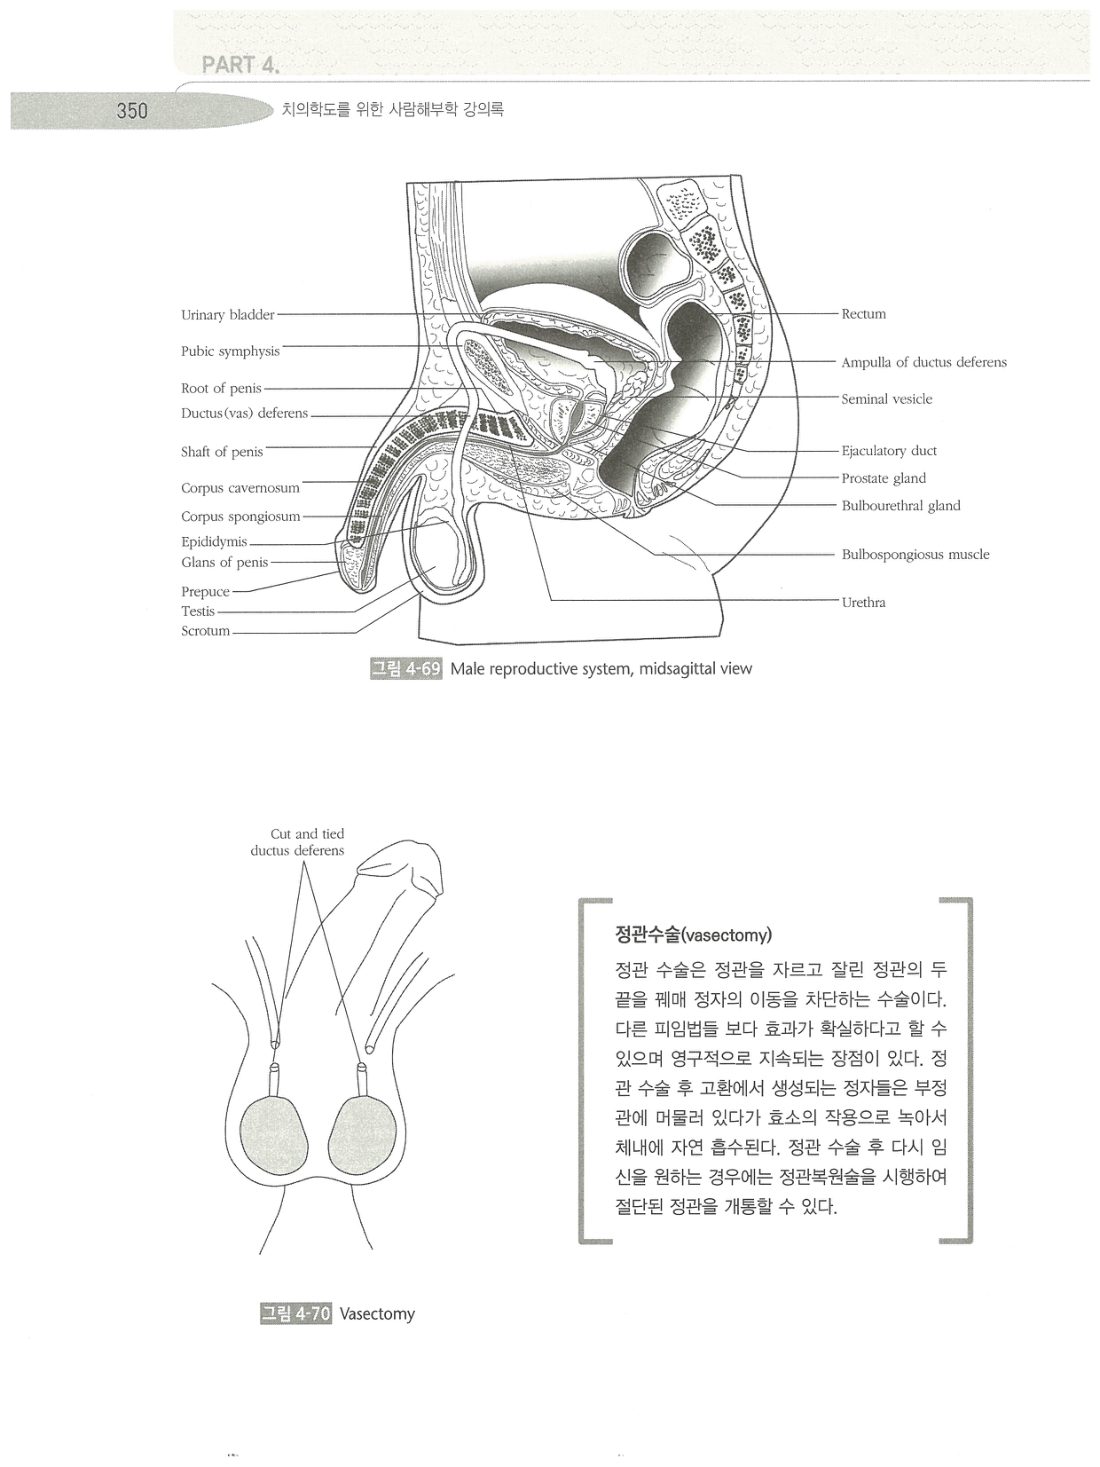 PART 4.
350
치의학도를 위한 사람해부학 강의록
Urinary bladder
Pubic symphysis
Root of penis
Ductus(vas) deferens
Shaft of penis
Corpus cavernosum
Corpus spongiosum
Epididymis
Glans of penis
Prepuce
Testis
Scrotum
Rectum
Ampulla of ductus deferens
Seminal vesicle
Ejaculatory duct
Prostate gland
Bulbourethral gland
Bulbospongiosus muscle
Urethra
그림 4-69 Male reproductive system, midsagittal view
Cut and tied
ductus deferens
그림 4-70 Vasectomy
정관수술(vasectomy)
정관 수술은 정관을 자르고 잘린 정관의 두
끝을 꿰매 정자의 이동을 차단하는 수술이다.
다른 피임법들 보다 효과가 확실하다고 할 수
있으며 영구적으로 지속되는 장점이 있다. 정
관 수술 후 고환에서 생성되는 정자들은 부정
관에 머물러 있다가 효소의 작용으로 녹아서
체내에 자연 흡수된다. 정관 수술 후 다시 임
신을 원하는 경우에는 정관복원술을 시행하여
절단된 정관을 개통할 수 있다.